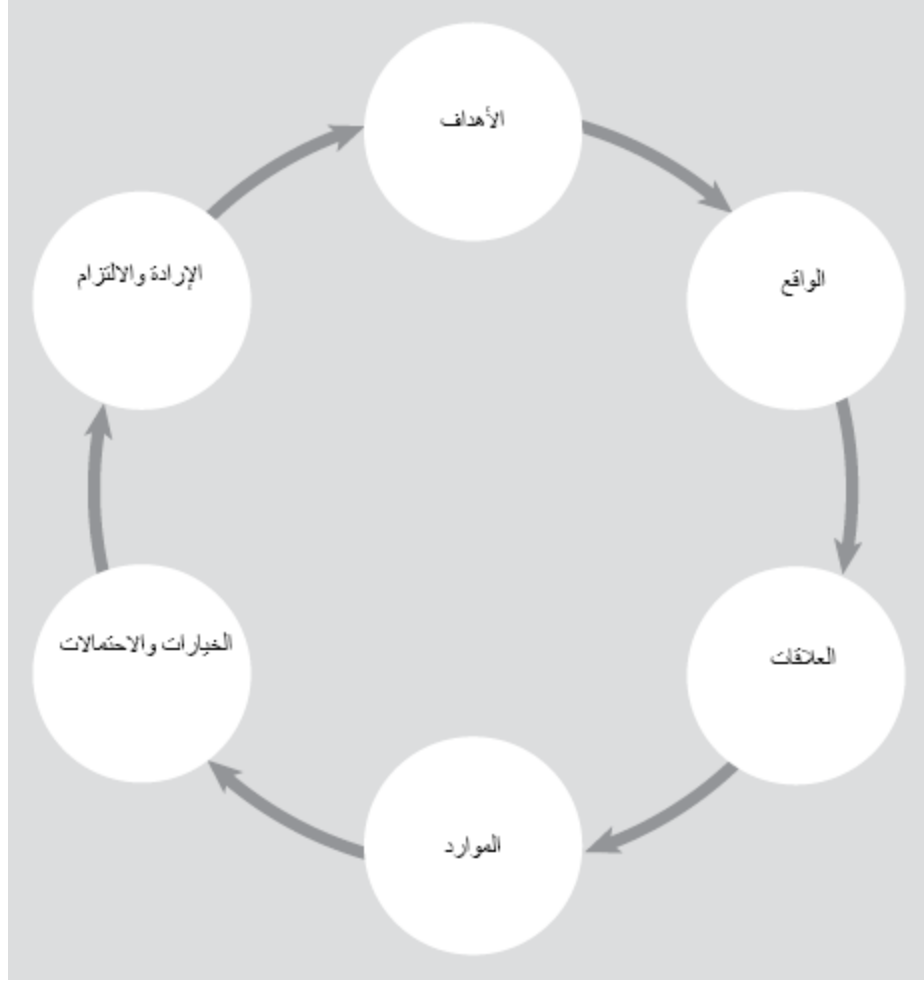 الأهداف
الواقع
العلاقات
الموارد
الخيارات والاحتمالات
الإرادة والالتزام